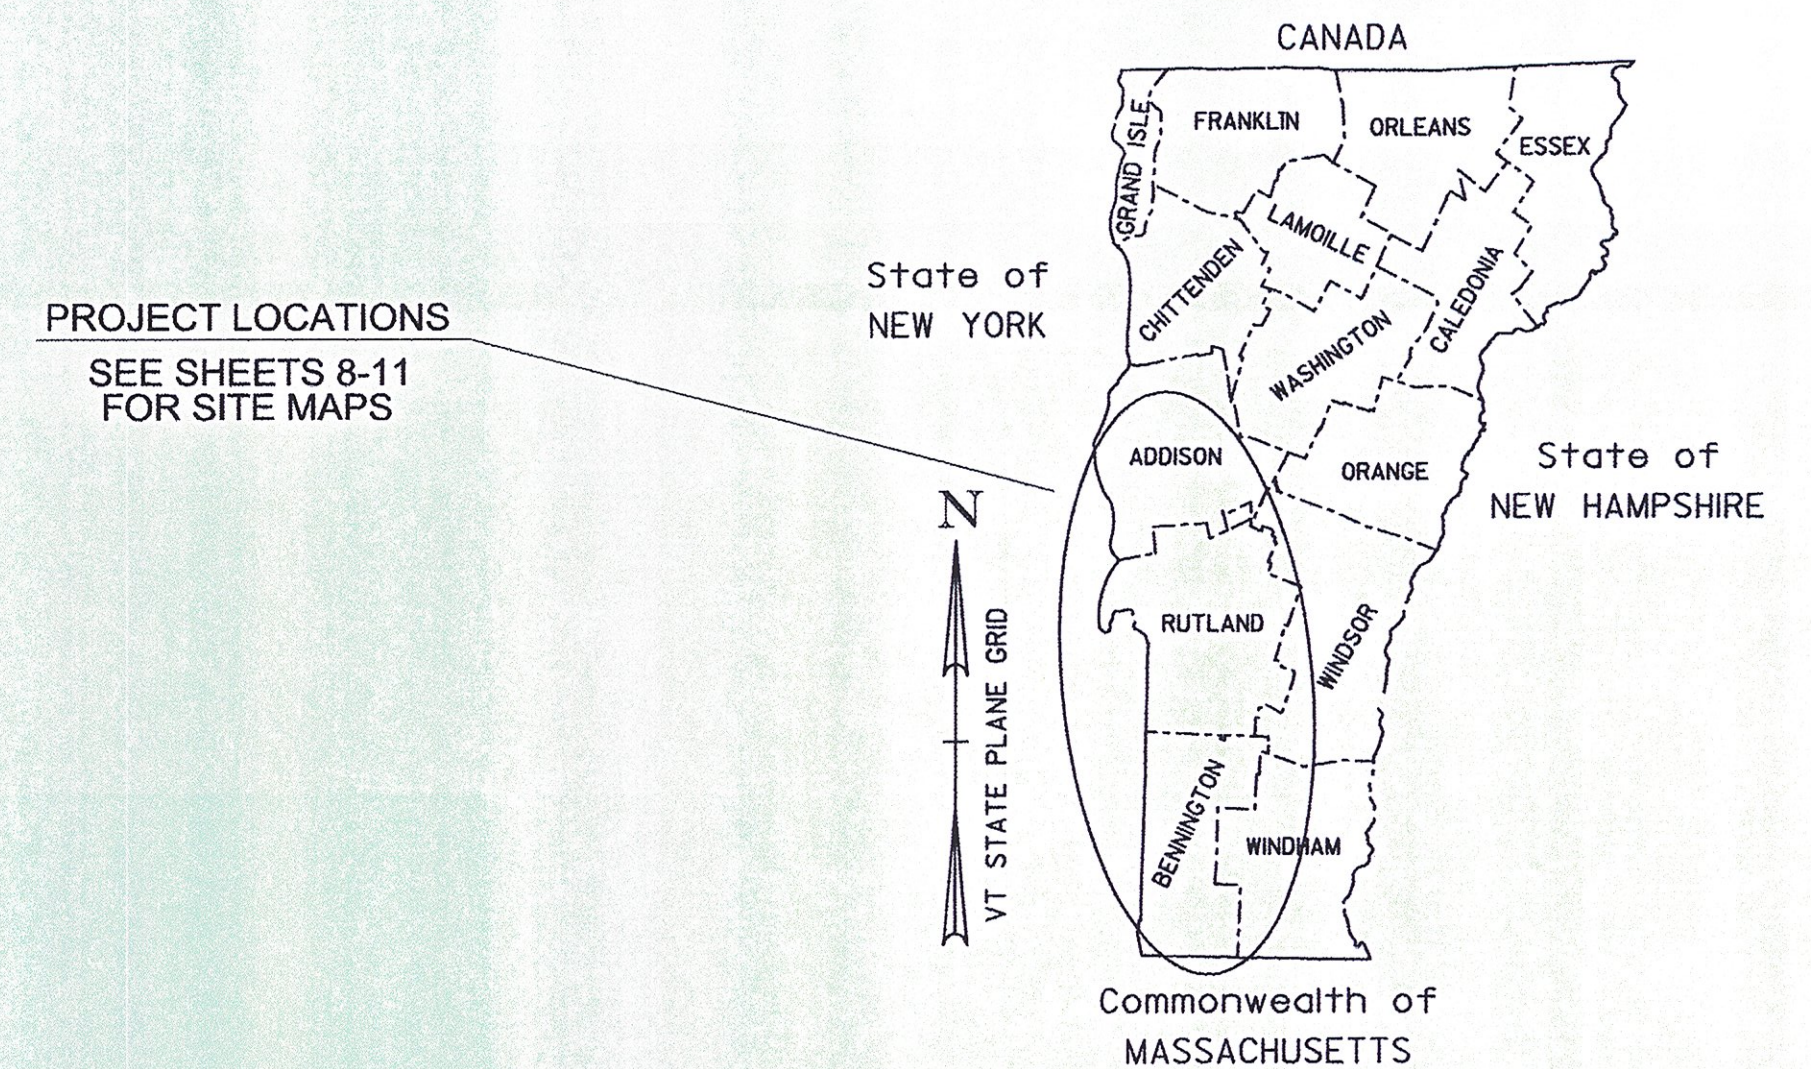 CANADA
GRAND ISLE
FRANKLIN
ORLEANS
ESSEX
LAMOILLE
CHITTENDEN
CALEDONIA
WASHINGTON
State of
NEW YORK
PROJECT LOCATIONS
SEE SHEETS 8-11
FOR SITE MAPS
ADDISON
ORANGE
State of
NEW HAMPSHIRE
N
VT STATE PLANE GRID
RUTLAND
WINDSOR
BENNINGTON
WINDHAM
Commonwealth of
MASSACHUSETTS